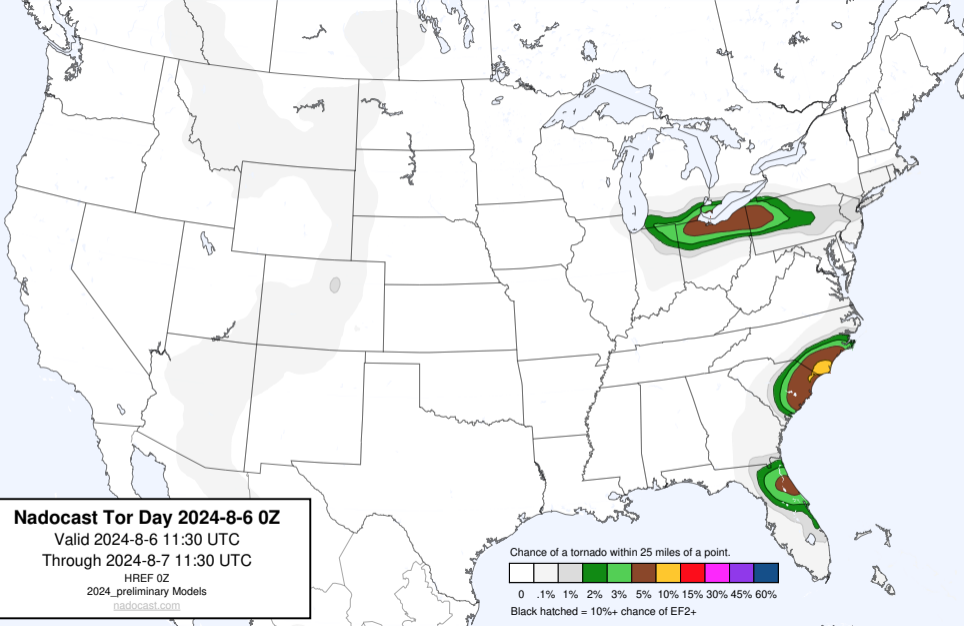 Nadocast Tor Day 2024-8-6 0Z
Valid 2024-8-6 11:30 UTC
Through 2024-8-7 11:30 UTC
HREF 0Z
2024_preliminary Models
nadocast.com
Chance of a tornado within 25 miles of a point.
0 .1% 1% 2% 3% 5% 10% 15% 30% 45% 60%
Black hatched = 10%+ chance of EF2+